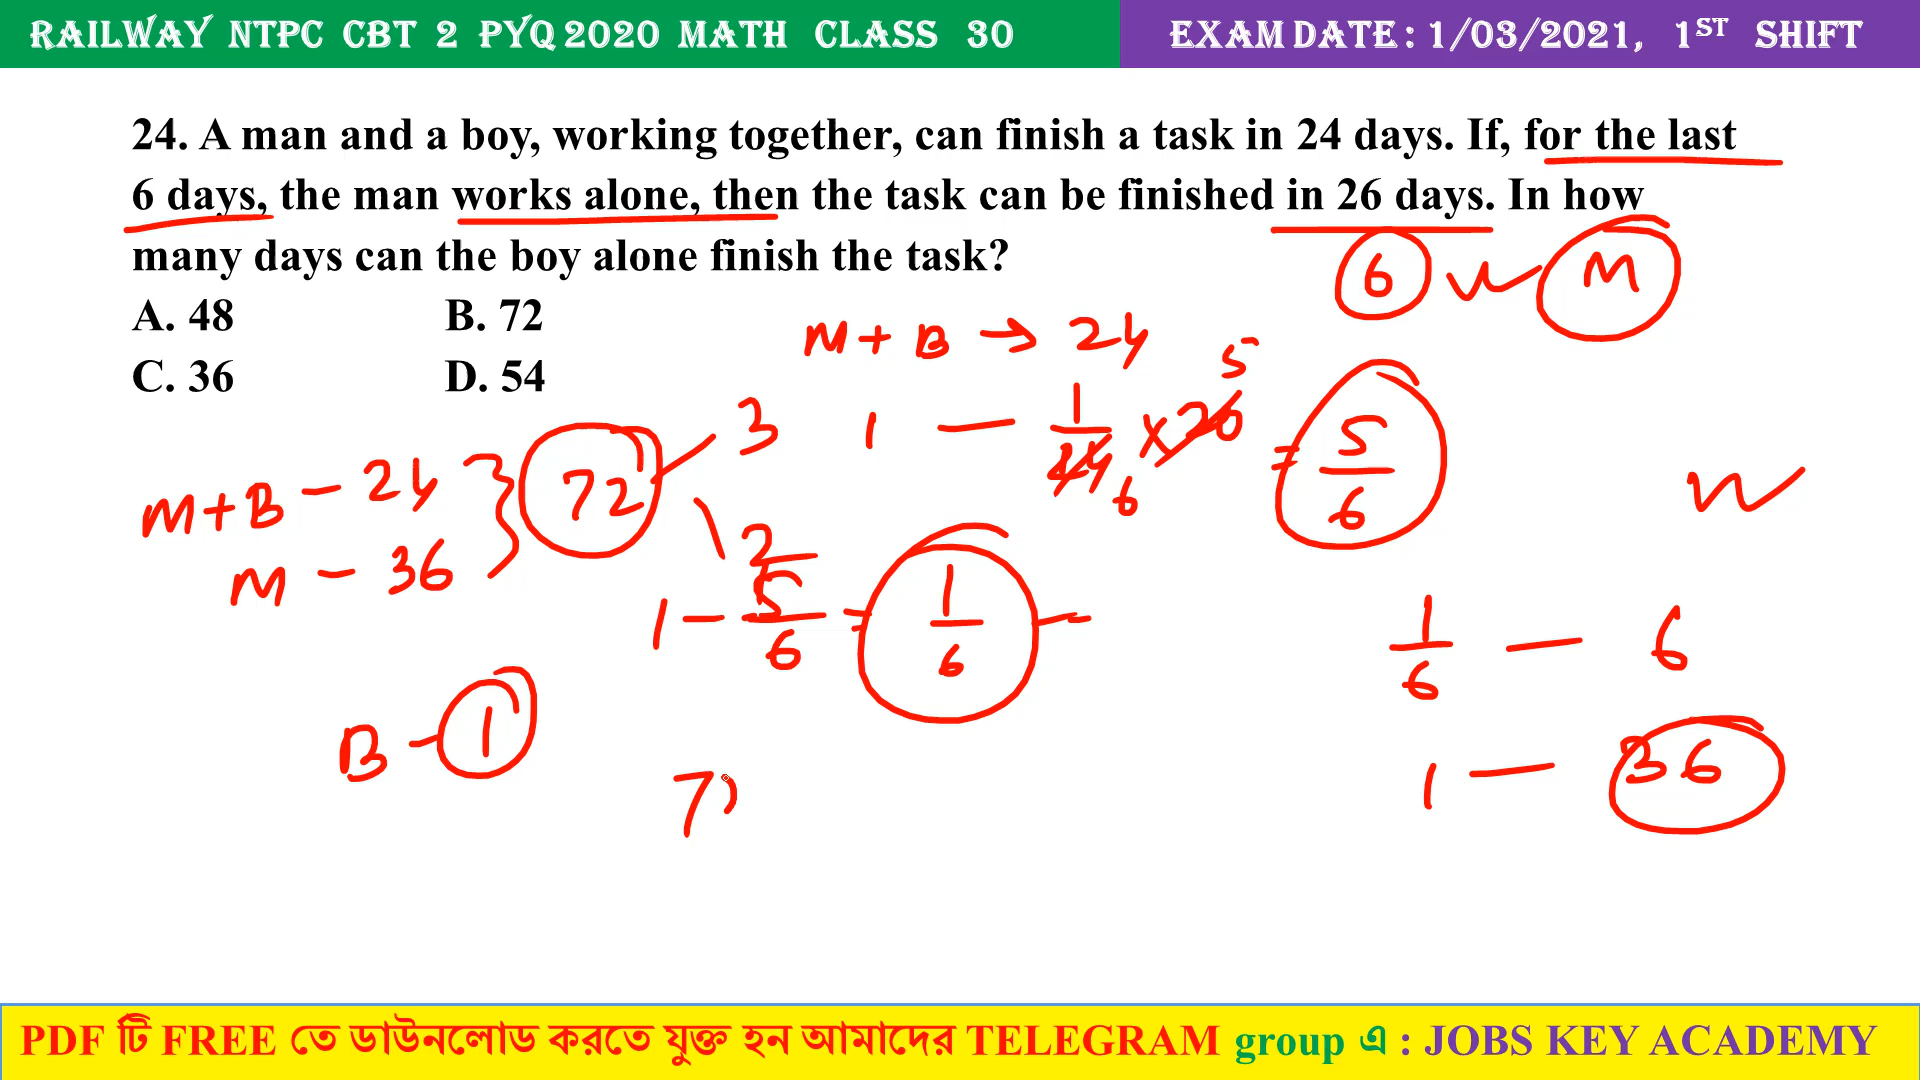 RAILWAY NTPC CBT 2 PYQ 2020 MATH CLASS 30
EXAM DATE : 1/03/2021, 1ST SHIFT
24. A man and a boy, working together, can finish a task in 24 days. If, for the last
6 days, the man works alone, then the task can be finished in 26 days. In how
many days can the boy alone finish the task?
6 W M
A. 48 B. 72
M + B → 24
C. 36 D. 54
1 — 1/24 × 20 = 5/6
5
6
M+B - 24
M - 36
72
3
2
W
1 - 5/6 = 1/6 -
1/6 — 6
B - 1
1 — 36
7
PDF টি FREE তে ডাউনলোড করতে যুক্ত হন আমাদের TELEGRAM group এ : JOBS KEY ACADEMY